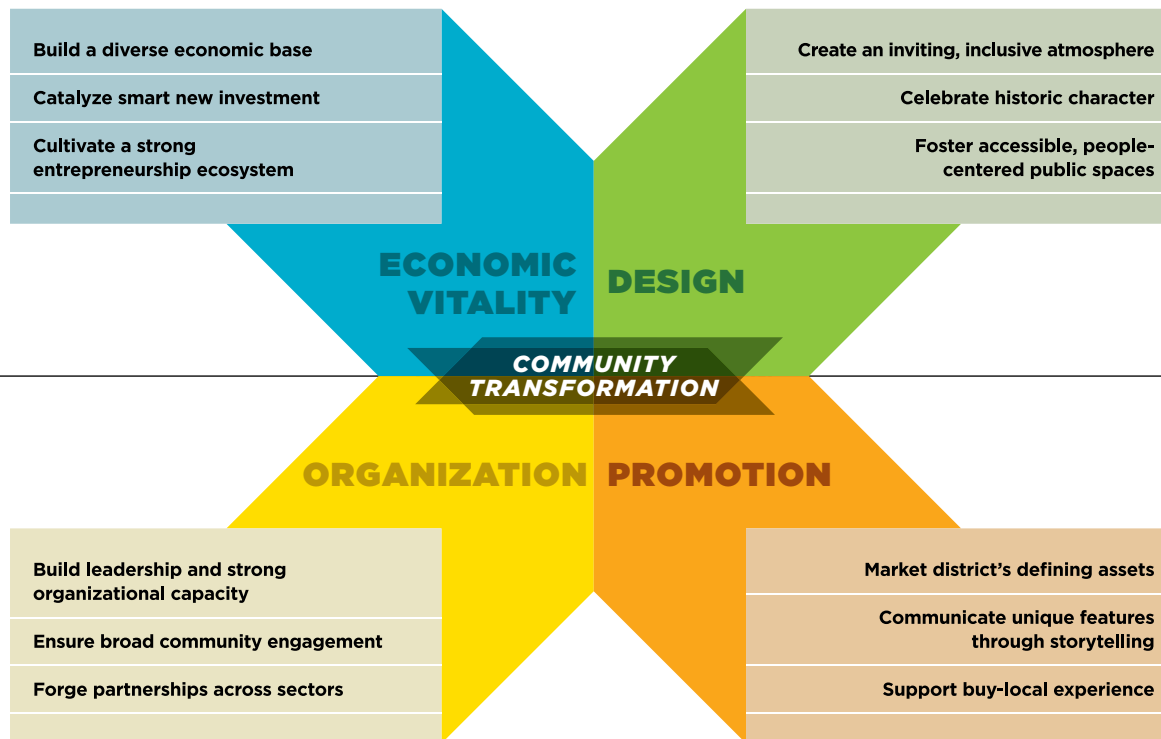 Build a diverse economic base
Catalyze smart new investment
Cultivate a strong
entrepreneurship ecosystem
Create an inviting, inclusive atmosphere
Celebrate historic character
Foster accessible, people-
centered public spaces
ECONOMIC
VITALITY
DESIGN
COMMUNITY
TRANSFORMATION
ORGANIZATION
PROMOTION
Build leadership and strong
organizational capacity
Ensure broad community engagement
Forge partnerships across sectors
Market district’s defining assets
Communicate unique features
through storytelling
Support buy-local experience